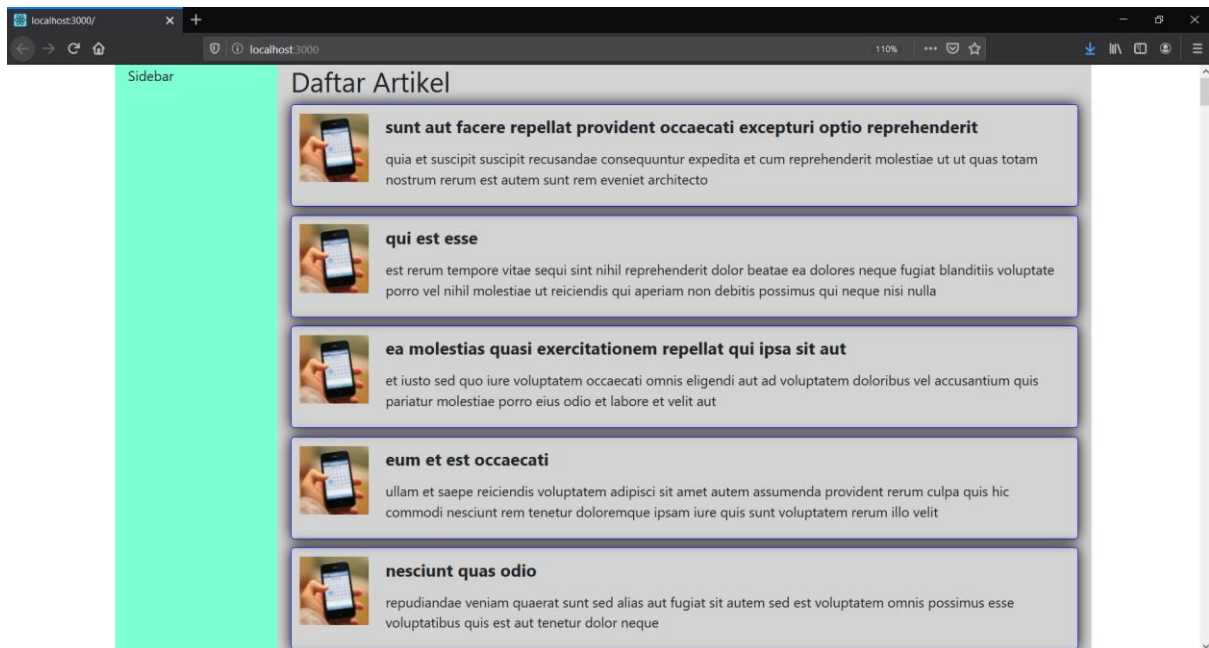 localhost:3000/
localhost:3000
110%
Sidebar
Daftar Artikel
sunt aut facere repellat provident occaecati excepturi optio reprehenderit
quia et suscipit suscipit recusandae consequuntur expedita et cum reprehenderit molestiae ut ut quas totam
nostrum rerum est autem sunt rem eveniet architecto
qui est esse
est rerum tempore vitae sequi sint nihil reprehenderit dolor beatae ea dolores neque fugiat blanditiis voluptate
porro vel nihil molestiae ut reiciendis qui aperiam non debitis possimus qui neque nisi nulla
ea molestias quasi exercitationem repellat qui ipsa sit aut
et iusto sed quo iure voluptatem occaecati omnis eligendi aut ad voluptatem doloribus vel accusantium quis
pariatur molestiae porro eius odio et labore et velit aut
eum et est occaecati
ullam et saepe reiciendis voluptatem adipisci sit amet autem assumenda provident rerum culpa quis hic
commodi nesciunt rem tenetur doloremque ipsam iure quis sunt voluptatem rerum illo velit
nesciunt quas odio
repudiandae veniam quaerat sunt sed alias aut fugiat sit autem sed est voluptatem omnis possimus esse
voluptatibus quis est aut tenetur dolor neque